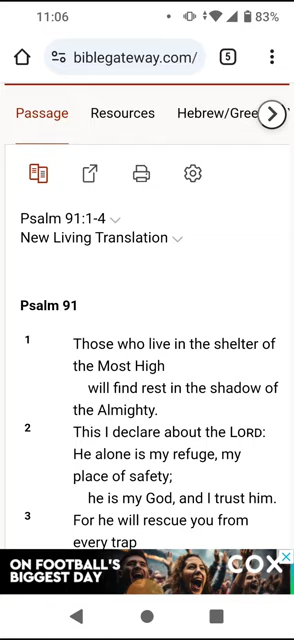 11:06
83%
biblegateway.com/
5
Passage Resources Hebrew/Gree
Psalm 91:1-4
New Living Translation
Psalm 91
1 Those who live in the shelter of
the Most High
will find rest in the shadow of
the Almighty.
2 This I declare about the LORD:
He alone is my refuge, my
place of safety;
he is my God, and I trust him.
3 For he will rescue you from
every trap
ON FOOTBALL'S
BIGGEST DAY
COX